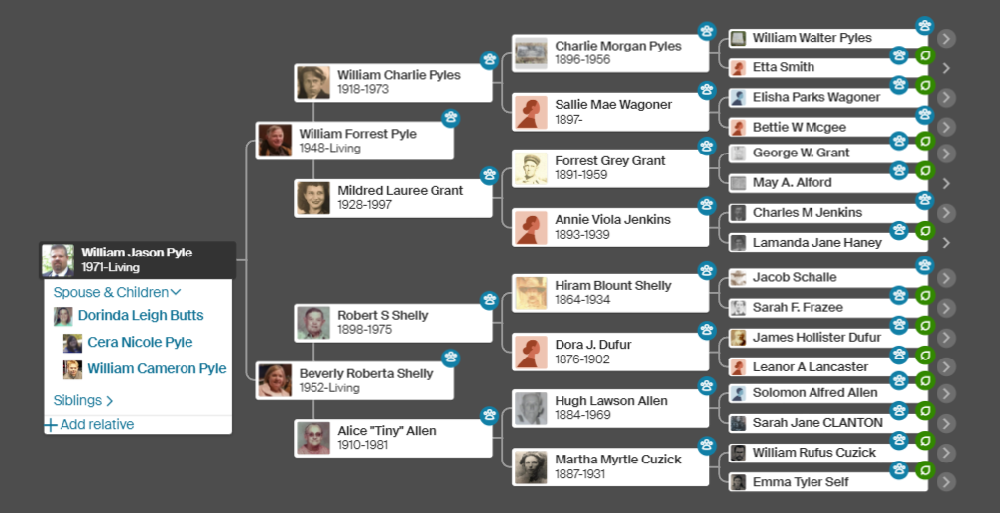 William Jason Pyle
1971-Living
Spouse & Children
Dorinda Leigh Butts
Cera Nicole Pyle
William Cameron Pyle
Siblings
Add relative
William Forrest Pyle
1948-Living
Beverly Roberta Shelly
1952-Living
William Charlie Pyles
1918-1973
Mildred Lauree Grant
1928-1997
Robert S Shelly
1898-1975
Alice "Tiny" Allen
1910-1981
Charlie Morgan Pyles
1896-1956
Sallie Mae Wagoner
1897-
Forrest Grey Grant
1891-1959
Annie Viola Jenkins
1893-1939
Hiram Blount Shelly
1864-1934
Dora J. Dufur
1876-1902
Hugh Lawson Allen
1884-1969
Martha Myrtle Cuzick
1887-1931
William Walter Pyles
Etta Smith
Elisha Parks Wagoner
Bettie W Mcgee
George W. Grant
May A. Alford
Charles M Jenkins
Lamanda Jane Haney
Jacob Schalle
Sarah F. Frazee
James Hollister Dufur
Leanor A Lancaster
Solomon Alfred Allen
Sarah Jane CLANTON
William Rufus Cuzick
Emma Tyler Self